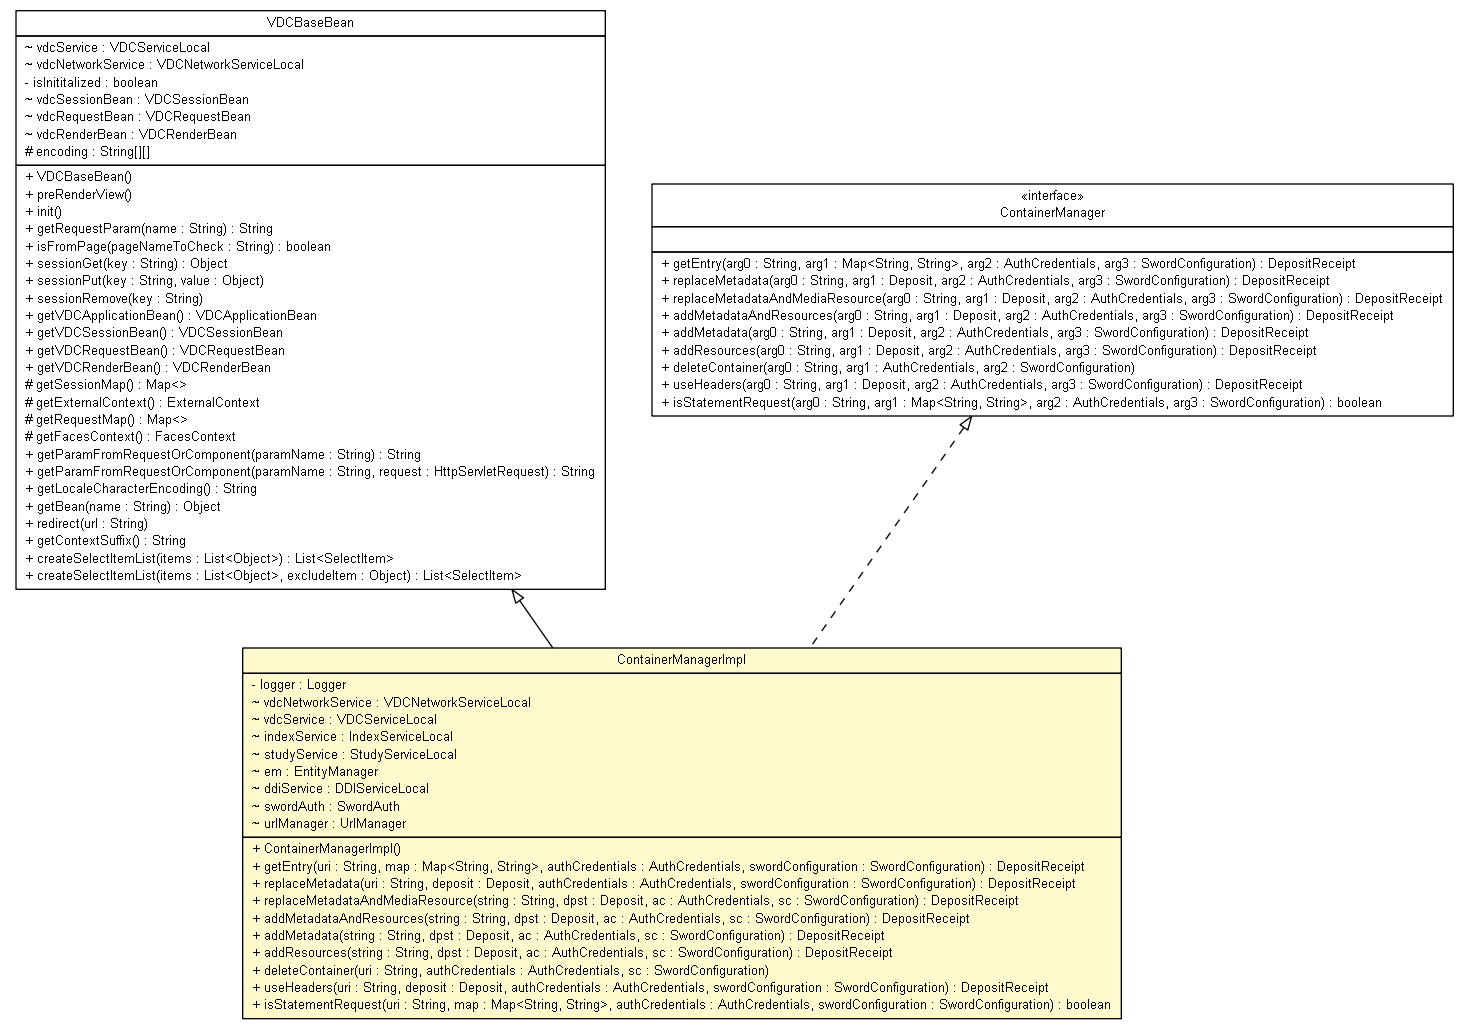 VDCBaseBean
~ vdcService : VDCServiceLocal
~ vdcNetworkService : VDCNetworkServiceLocal
- isInititalized : boolean
~ vdcSessionBean : VDCSessionBean
~ vdcRequestBean : VDCRequestBean
~ vdcRenderBean : VDCRenderBean
# encoding : String[][]
+ VDCBaseBean()
+ preRenderView()
+ init()
+ getRequestParam(name : String) : String
+ isFromPage(pageNameToCheck : String) : boolean
+ sessionGet(key : String) : Object
+ sessionPut(key : String, value : Object)
+ sessionRemove(key : String)
+ getVDCApplicationBean() : VDCApplicationBean
+ getVDCSessionBean() : VDCSessionBean
+ getVDCRequestBean() : VDCRequestBean
+ getVDCRenderBean() : VDCRenderBean
# getSessionMap() : Map<>
# getExternalContext() : ExternalContext
# getRequestMap() : Map<>
# getFacesContext() : FacesContext
+ getParamFromRequestOrComponent(paramName : String) : String
+ getParamFromRequestOrComponent(paramName : String, request : HttpServletRequest) : String
+ getLocaleCharacterEncoding() : String
+ getBean(name : String) : Object
+ redirect(url : String)
+ getContextSuffix() : String
+ createSelectItemList(items : List<Object>) : List<SelectItem>
+ createSelectItemList(items : List<Object>, excludeItem : Object) : List<SelectItem>
«interface»
ContainerManager
+ getEntry(arg0 : String, arg1 : Map<String, String>, arg2 : AuthCredentials, arg3 : SwordConfiguration) : DepositReceipt
+ replaceMetadata(arg0 : String, arg1 : Deposit, arg2 : AuthCredentials, arg3 : SwordConfiguration) : DepositReceipt
+ replaceMetadataAndMediaResource(arg0 : String, arg1 : Deposit, arg2 : AuthCredentials, arg3 : SwordConfiguration) : DepositReceipt
+ addMetadataAndResources(arg0 : String, arg1 : Deposit, arg2 : AuthCredentials, arg3 : SwordConfiguration) : DepositReceipt
+ addMetadata(arg0 : String, arg1 : Deposit, arg2 : AuthCredentials, arg3 : SwordConfiguration) : DepositReceipt
+ addResources(arg0 : String, arg1 : Deposit, arg2 : AuthCredentials, arg3 : SwordConfiguration) : DepositReceipt
+ deleteContainer(arg0 : String, arg1 : AuthCredentials, arg2 : SwordConfiguration)
+ useHeaders(arg0 : String, arg1 : Deposit, arg2 : AuthCredentials, arg3 : SwordConfiguration) : DepositReceipt
+ isStatementRequest(arg0 : String, arg1 : Map<String, String>, arg2 : AuthCredentials, arg3 : SwordConfiguration) : boolean
ContainerManagerImpl
- logger : Logger
~ vdcNetworkService : VDCNetworkServiceLocal
~ vdcService : VDCServiceLocal
~ indexService : IndexServiceLocal
~ studyService : StudyServiceLocal
~ em : EntityManager
~ ddiService : DDIServiceLocal
~ swordAuth : SwordAuth
~ urlManager : UrlManager
+ ContainerManagerImpl()
+ getEntry(uri : String, map : Map<String, String>, authCredentials : AuthCredentials, swordConfiguration : SwordConfiguration) : DepositReceipt
+ replaceMetadata(uri : String, deposit : Deposit, authCredentials : AuthCredentials, swordConfiguration : SwordConfiguration) : DepositReceipt
+ replaceMetadataAndMediaResource(string : String, dpst : Deposit, ac : AuthCredentials, sc : SwordConfiguration) : DepositReceipt
+ addMetadataAndResources(string : String, dpst : Deposit, ac : AuthCredentials, sc : SwordConfiguration) : DepositReceipt
+ addMetadata(string : String, dpst : Deposit, ac : AuthCredentials, sc : SwordConfiguration) : DepositReceipt
+ addResources(string : String, dpst : Deposit, ac : AuthCredentials, sc : SwordConfiguration) : DepositReceipt
+ deleteContainer(uri : String, authCredentials : AuthCredentials, sc : SwordConfiguration)
+ useHeaders(uri : String, deposit : Deposit, authCredentials : AuthCredentials, swordConfiguration : SwordConfiguration) : DepositReceipt
+ isStatementRequest(uri : String, map : Map<String, String>, authCredentials : AuthCredentials, swordConfiguration : SwordConfiguration) : boolean